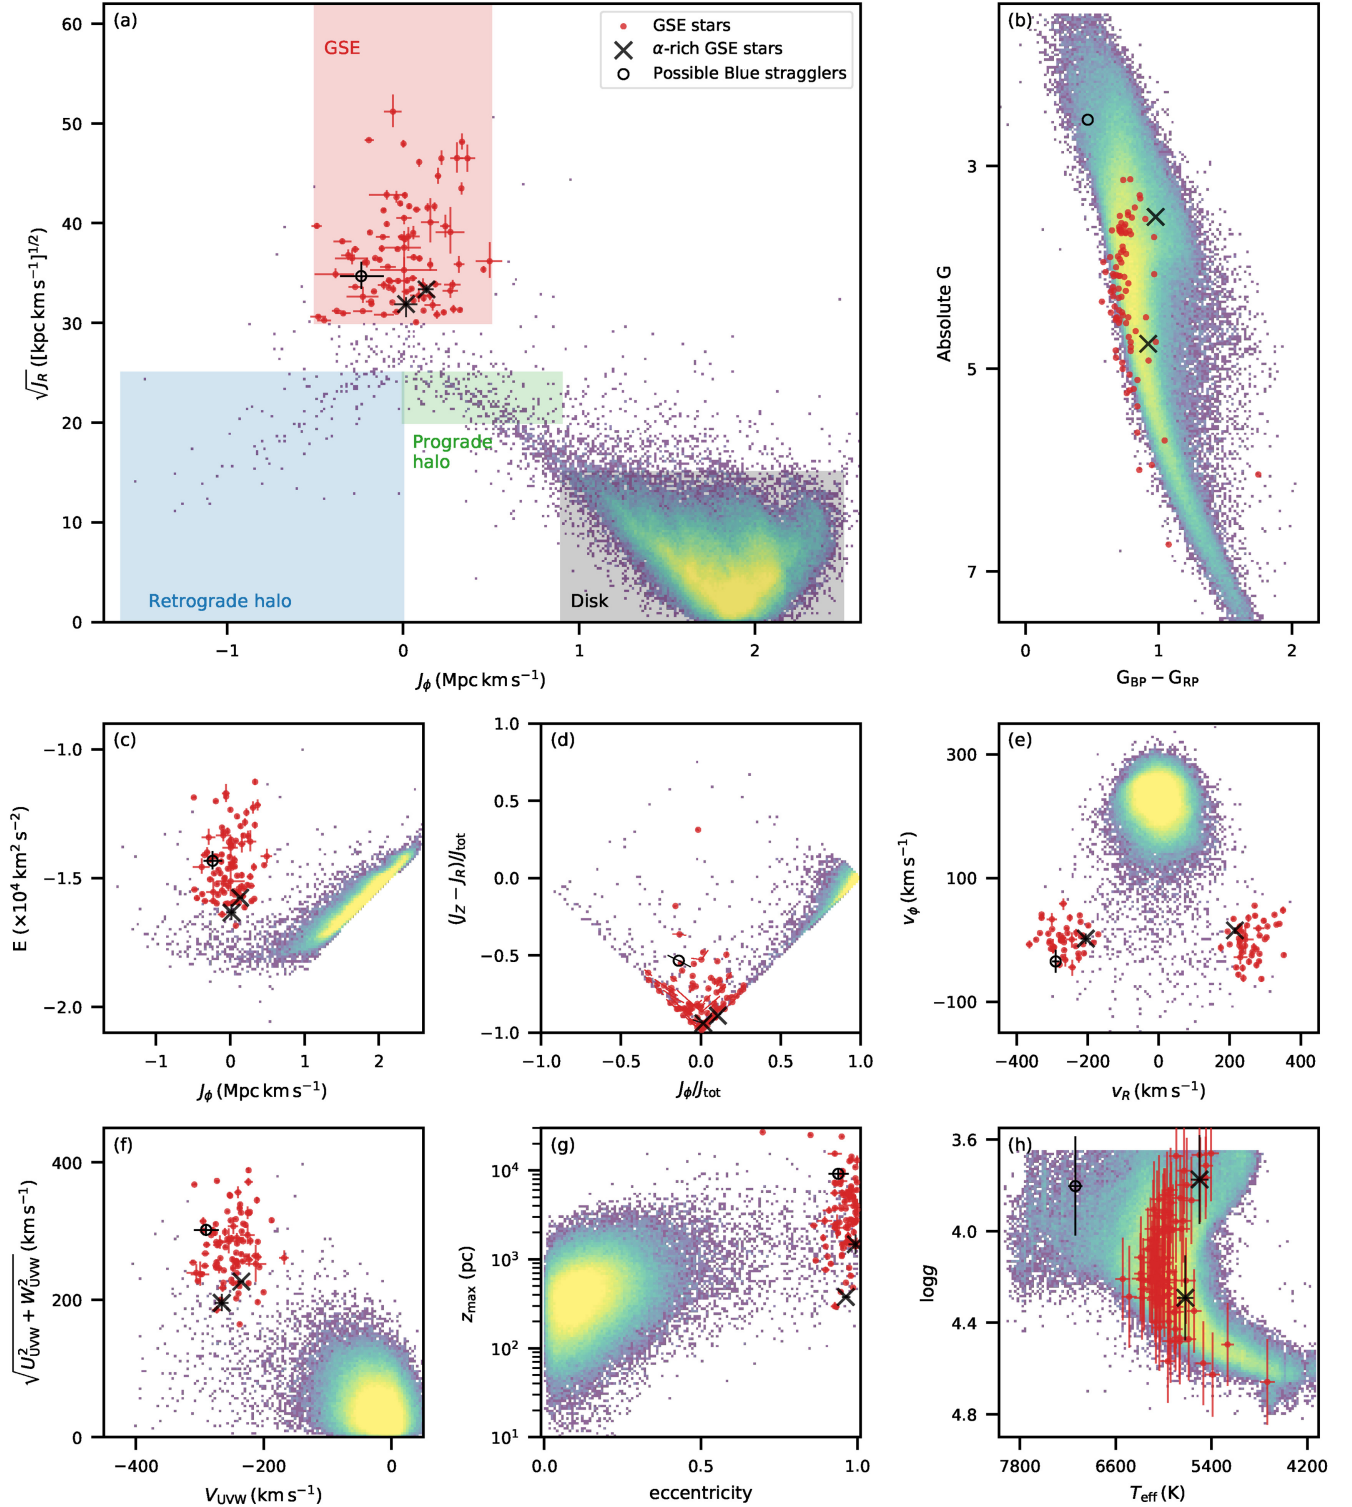 (a)
GSE
GSE stars
α-rich GSE stars
Possible Blue stragglers
60
50
40
30
20
10
0
√J_R ([kpc km s⁻¹]^1/2)
Prograde
halo
Retrograde halo
Disk
−1 0 1 2
J_ϕ (Mpc km s⁻¹)
(b)
3
5
7
Absolute G
0 1 2
G_BP − G_RP
(c)
−1.0
−1.5
−2.0
E (×10⁴ km² s⁻²)
−1 0 1 2
J_ϕ (Mpc km s⁻¹)
(d)
1.0
0.5
0.0
−0.5
−1.0
(J_Z − J_R)/J_tot
−1.0 −0.5 0.0 0.5 1.0
J_ϕ/J_tot
(e)
300
100
−100
v_ϕ (km s⁻¹)
−400 −200 0 200 400
v_R (km s⁻¹)
(f)
400
200
0
√U²_UVW + W²_UVW (km s⁻¹)
−400 −200 0
V_UVW (km s⁻¹)
(g)
10⁴
10³
10²
10¹
z_max (pc)
0.0 0.5 1.0
eccentricity
(h)
3.6
4.0
4.4
4.8
logg
7800 6600 5400 4200
T_eff (K)